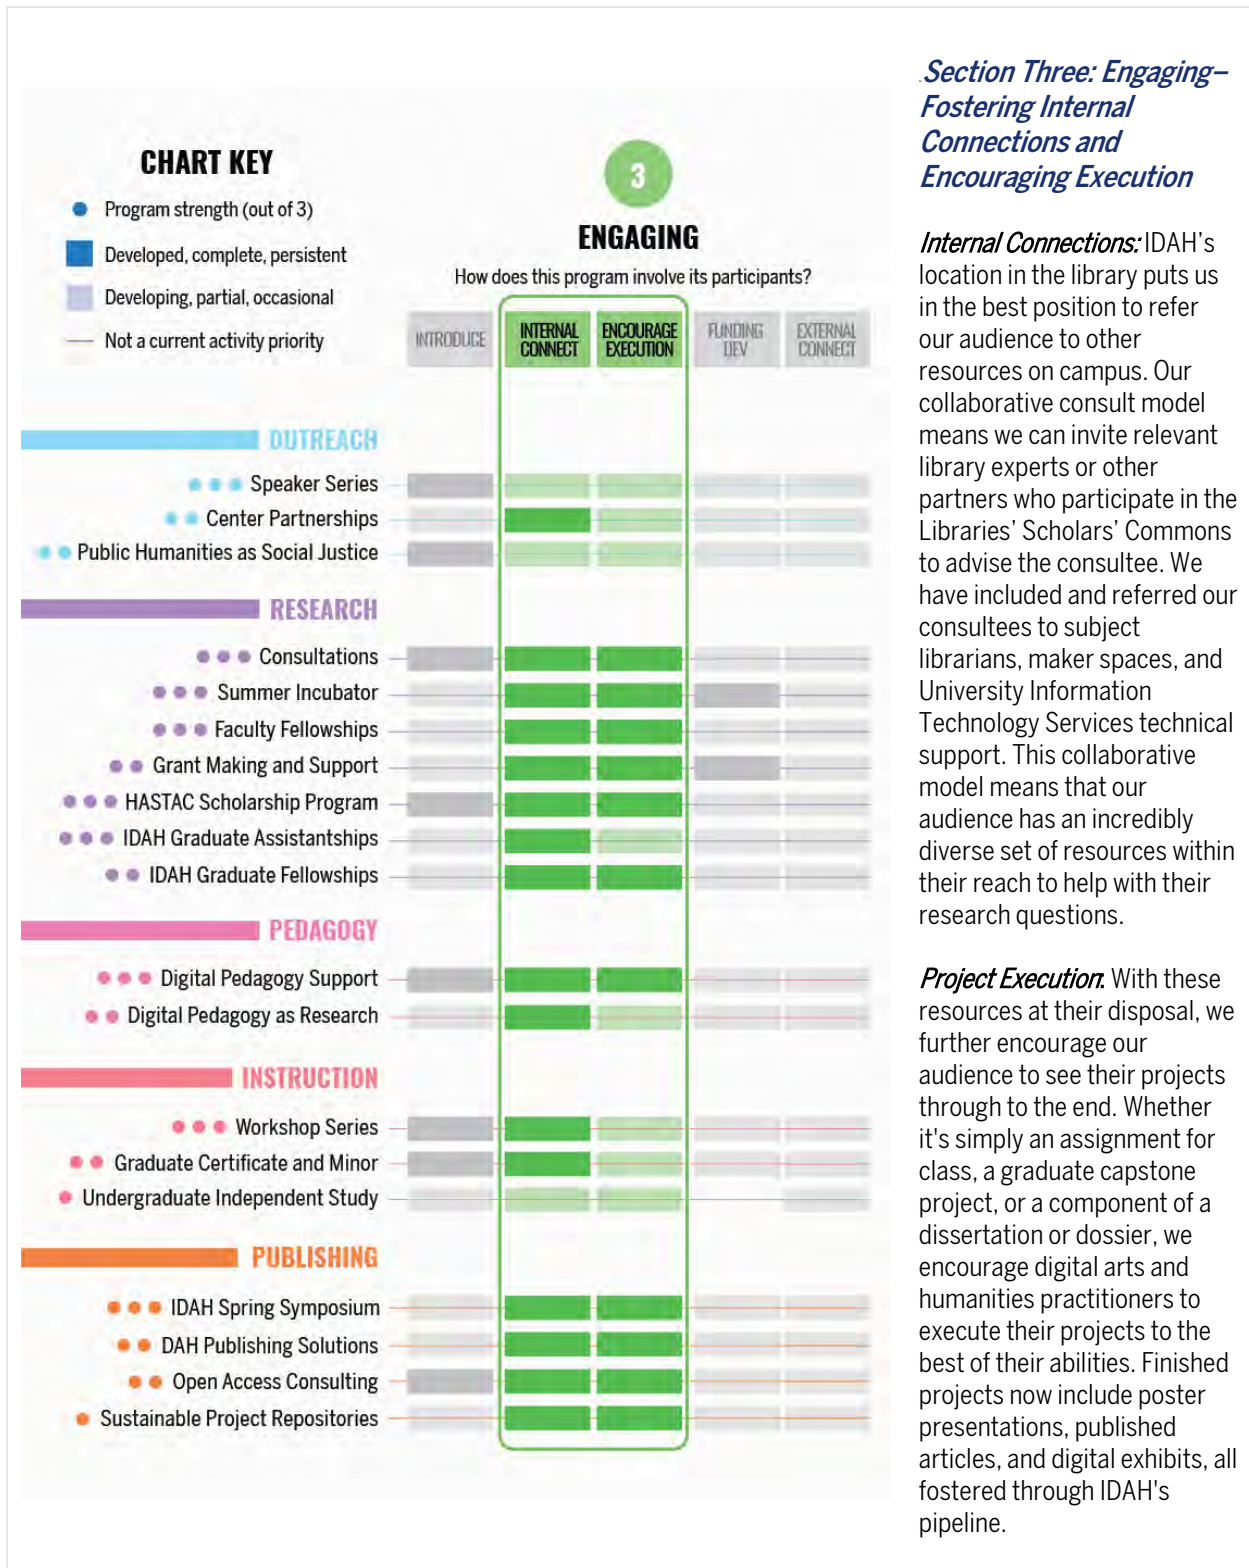 CHART KEY
Program strength (out of 3)
Developed, complete, persistent
Developing, partial, occasional
Not a current activity priority
3
ENGAGING
How does this program involve its participants?
INTRODUCE
INTERNAL
CONNECT
ENCOURAGE
EXECUTION
FUNDING
DEV
EXTERNAL
CONNECT
OUTREACH
Speaker Series
Center Partnerships
Public Humanities as Social Justice
RESEARCH
Consultations
Summer Incubator
Faculty Fellowships
Grant Making and Support
HASTAC Scholarship Program
IDAH Graduate Assistantships
IDAH Graduate Fellowships
PEDAGOGY
Digital Pedagogy Support
Digital Pedagogy as Research
INSTRUCTION
Workshop Series
Graduate Certificate and Minor
Undergraduate Independent Study
PUBLISHING
IDAH Spring Symposium
DAH Publishing Solutions
Open Access Consulting
Sustainable Project Repositories
Section Three: Engaging–
Fostering Internal
Connections and
Encouraging Execution
Internal Connections: IDAH's
location in the library puts us
in the best position to refer
our audience to other
resources on campus. Our
collaborative consult model
means we can invite relevant
library experts or other
partners who participate in the
Libraries' Scholars' Commons
to advise the consultee. We
have included and referred our
consultees to subject
librarians, maker spaces, and
University Information
Technology Services technical
support. This collaborative
model means that our
audience has an incredibly
diverse set of resources within
their reach to help with their
research questions.
Project Execution: With these
resources at their disposal, we
further encourage our
audience to see their projects
through to the end. Whether
it's simply an assignment for
class, a graduate capstone
project, or a component of a
dissertation or dossier, we
encourage digital arts and
humanities practitioners to
execute their projects to the
best of their abilities. Finished
projects now include poster
presentations, published
articles, and digital exhibits, all
fostered through IDAH's
pipeline.